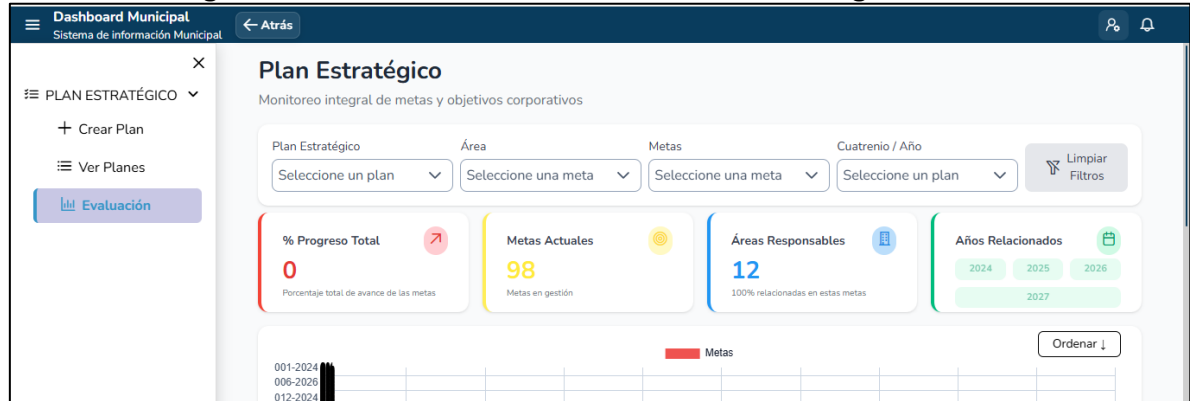 Dashboard Municipal
Sistema de información Municipal
Atrás
PLAN ESTRATÉGICO
Crear Plan
Ver Planes
Evaluación
Plan Estratégico
Monitoreo integral de metas y objetivos corporativos
Plan Estratégico
Seleccione un plan
Área
Seleccione una meta
Metas
Seleccione una meta
Cuatrenio / Año
Seleccione un plan
Limpiar
Filtros
% Progreso Total
0
Porcentaje total de avance de las metas
Metas Actuales
98
Metas en gestión
Áreas Responsables
12
100% relacionadas en estas metas
Años Relacionados
2024 2025 2026
2027
Ordenar ↓
Metas
001-2024
006-2026
012-2024